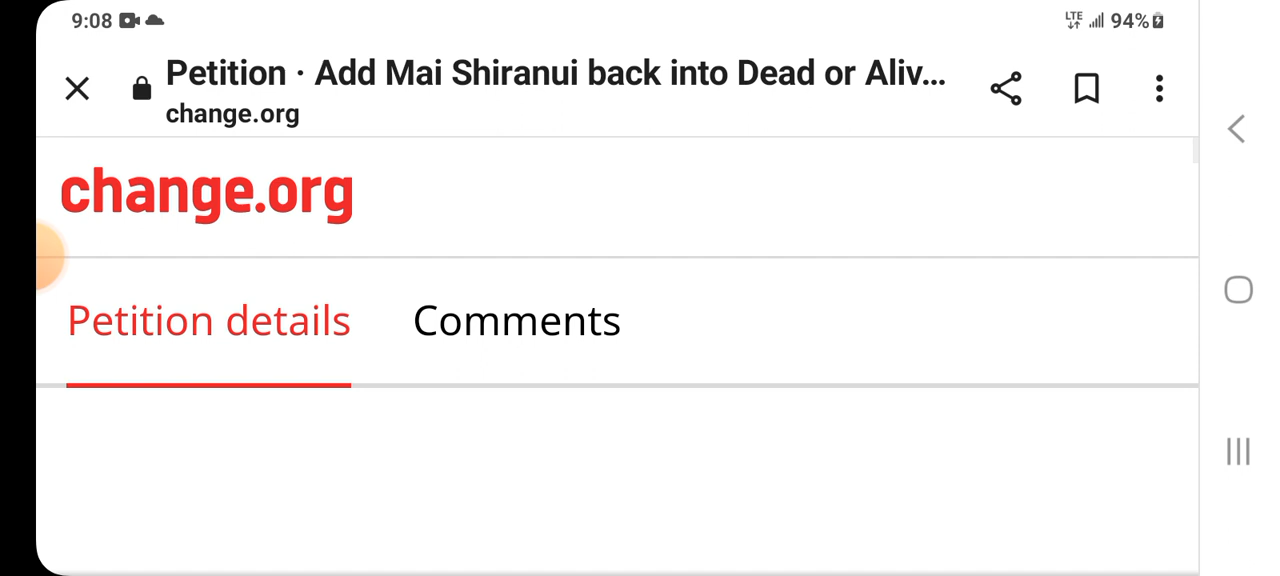 9:08
LTE
94%
Petition · Add Mai Shiranui back into Dead or Aliv...
change.org
change.org
Petition details
Comments